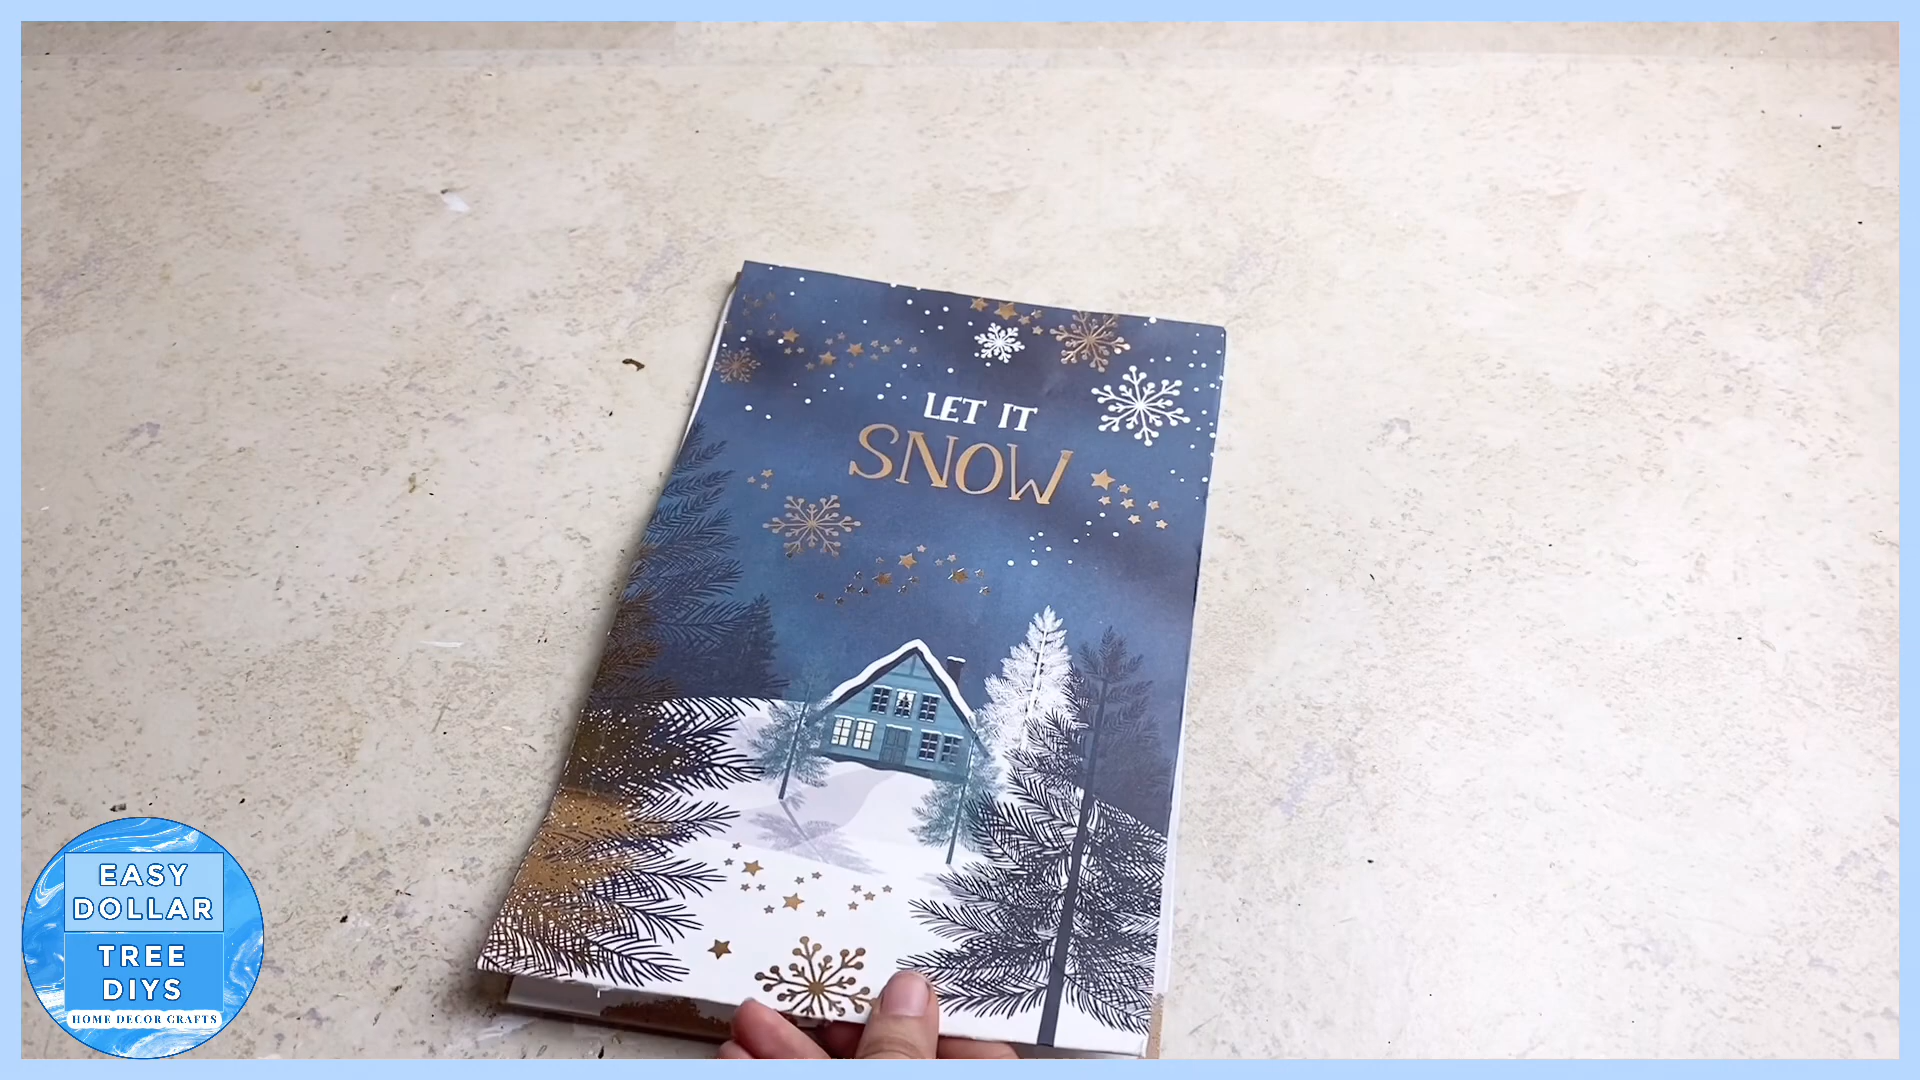 LET IT
SNOW
EASY
DOLLAR
TREE
DIYS
HOME DECOR CRAFTS